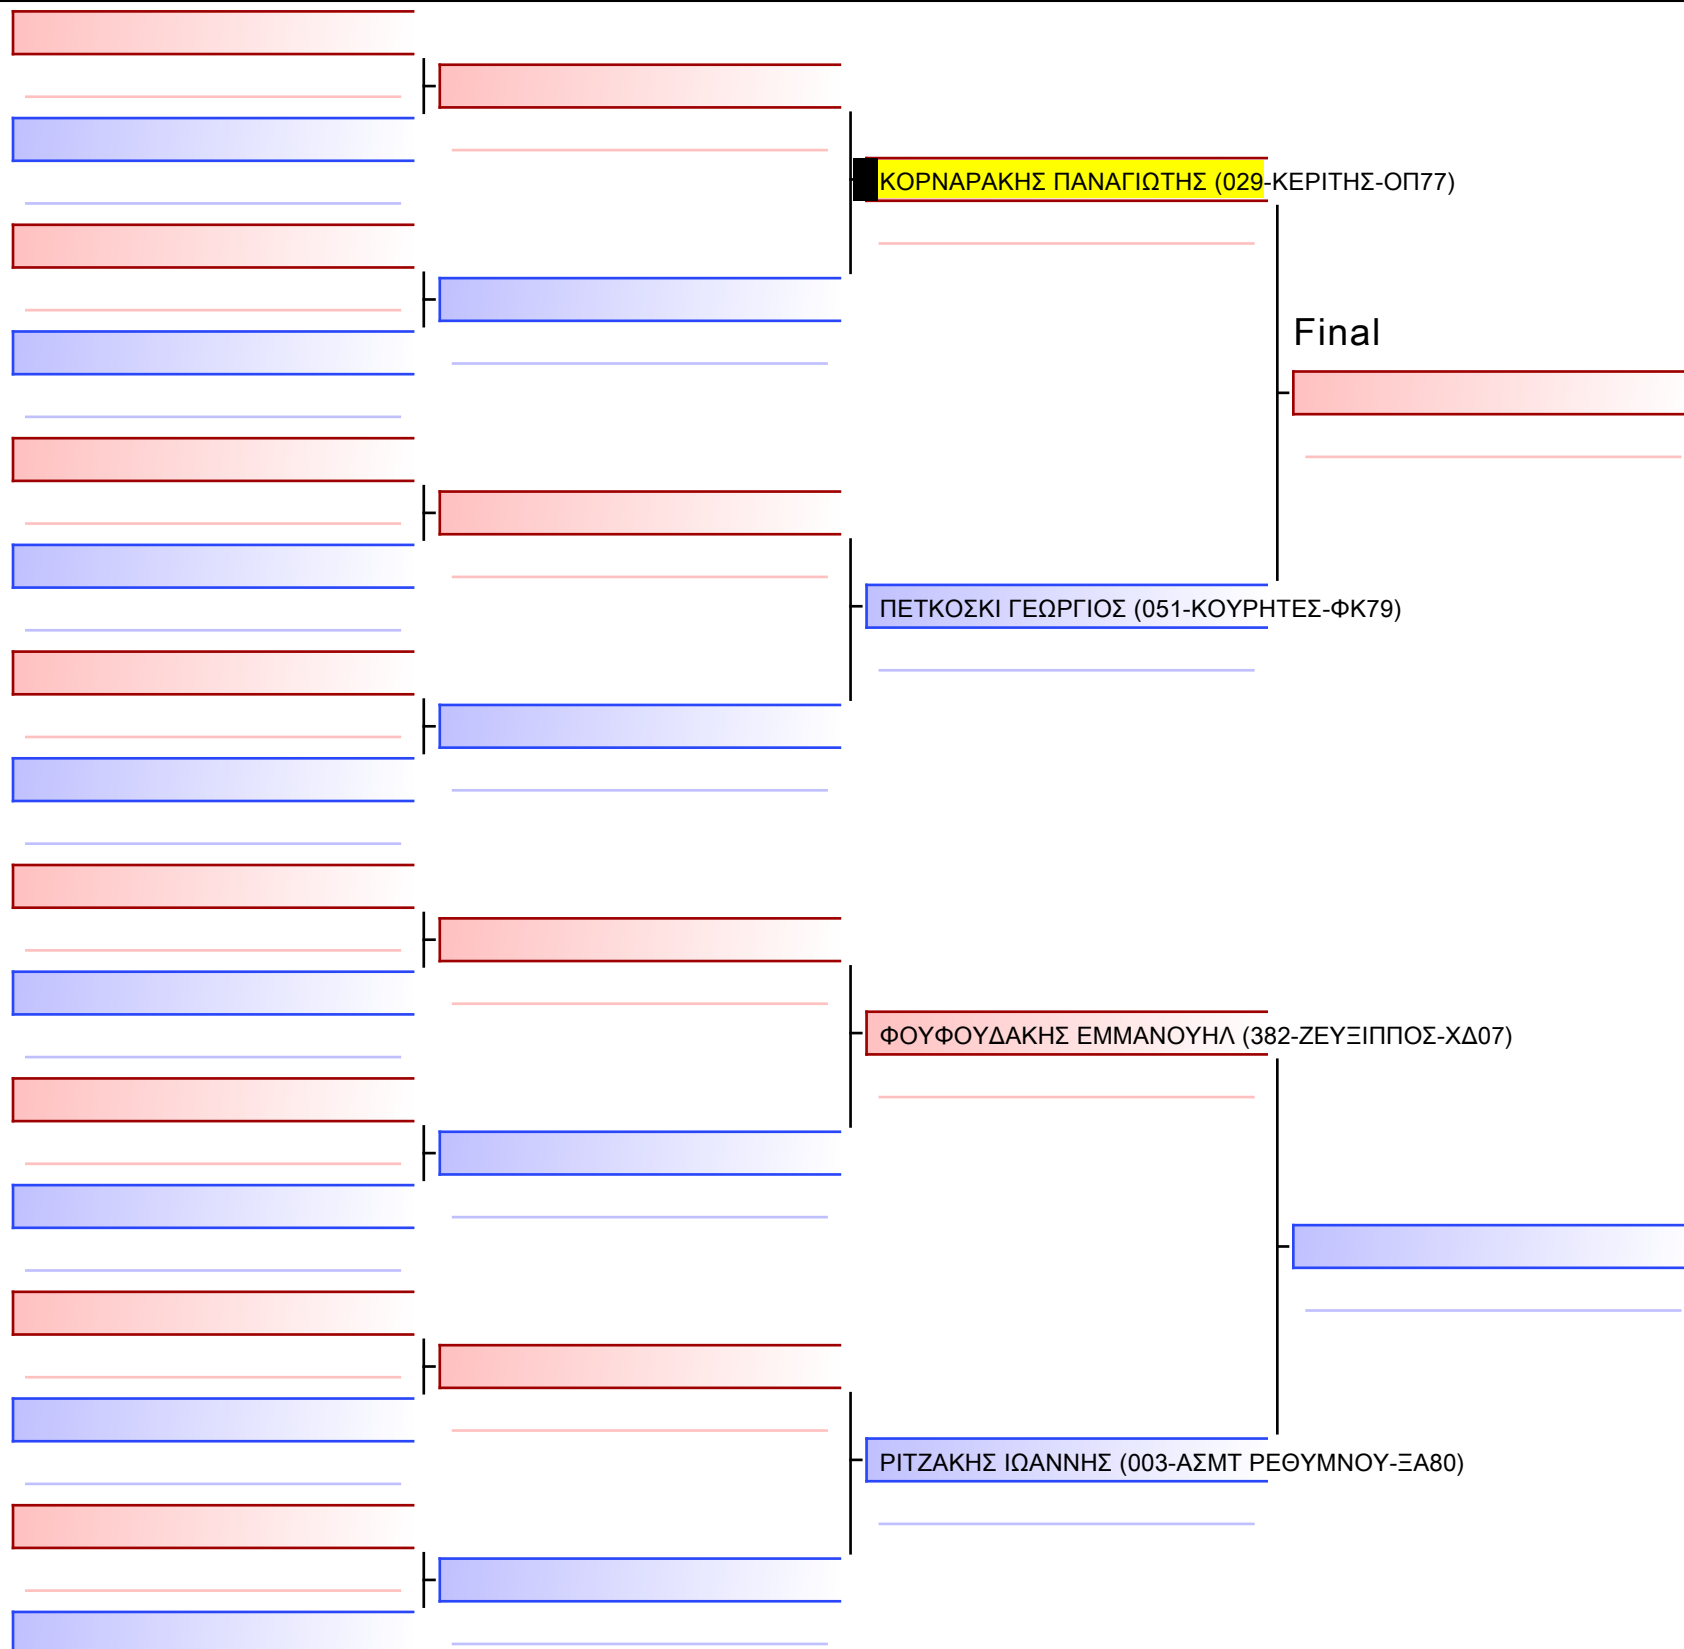 ΚΟΡΝΑΡΑΚΗΣ ΠΑΝΑΓΙΩΤΗΣ (029-ΚΕΡΙΤΗΣ-ΟΠ77)
Final
ΠΕΤΚΟΣΚΙ ΓΕΩΡΓΙΟΣ (051-ΚΟΥΡΗΤΕΣ-ΦΚ79)
ΦΟΥΦΟΥΔΑΚΗΣ ΕΜΜΑΝΟΥΗΛ (382-ΖΕΥΞΙΠΠΟΣ-ΧΔ07)
ΡΙΤΖΑΚΗΣ ΙΩΑΝΝΗΣ (003-ΑΣΜΤ ΡΕΘΥΜΝΟΥ-ΞΑ80)